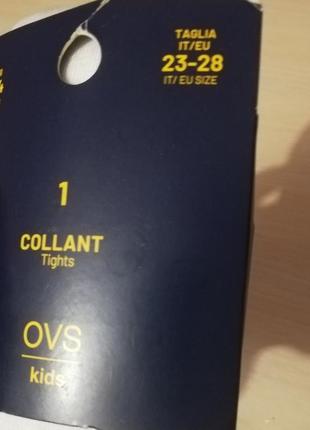 TAGLIA
IT/EU
23-28
IT/ EU SIZE
1
COLLANT
Tights
OVS
kids